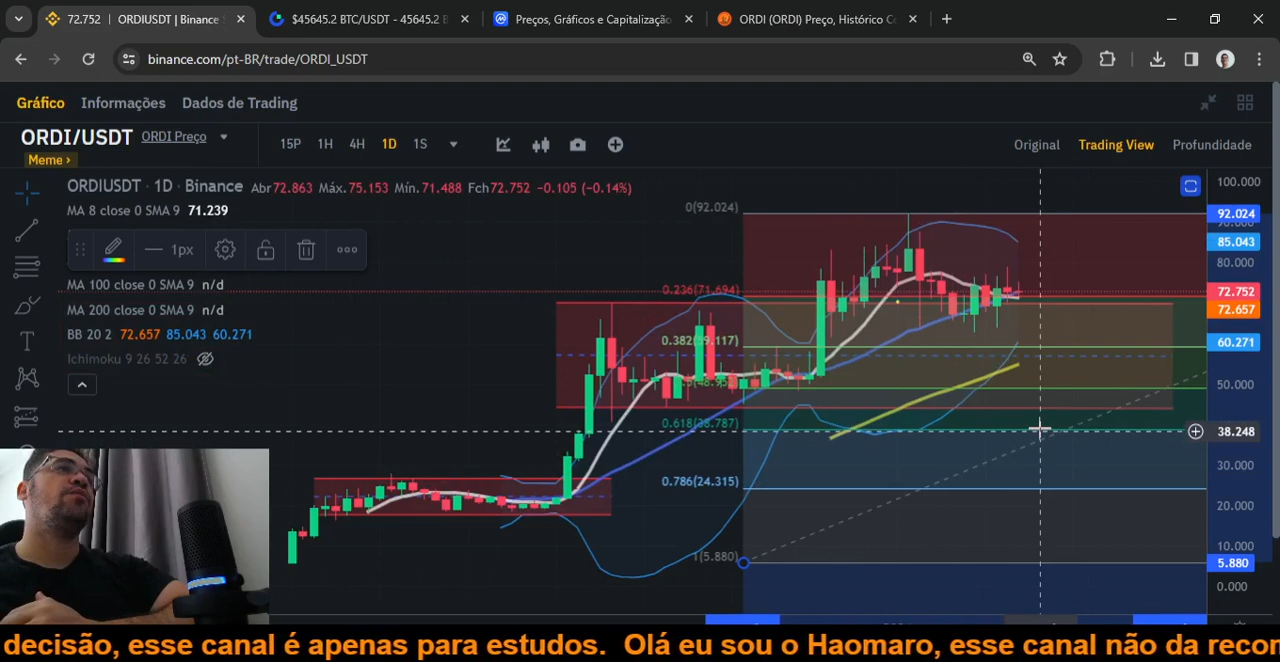 72.752 | ORDIUSDT | Binance S
$45645.2 BTC/USDT - 45645.2 B
Preços, Gráficos e Capitalização
ORDI (ORDI) Preço, Histórico Co
binance.com/pt-BR/trade/ORDI_USDT
Gráfico Informações Dados de Trading
ORDI/USDT ORDI Preço
Meme ›
15P 1H 4H 1D 1S
Original Trading View Profundidade
ORDIUSDT · 1D · Binance Abr72.863 Máx.75.153 Mín.71.488 Fch72.752 -0.105 (-0.14%)
MA 8 close 0 SMA 9 71.239
1px
MA 100 close 0 SMA 9 n/d
MA 200 close 0 SMA 9 n/d
BB 20 2 72.657 85.043 60.271
Ichimoku 9 26 52 26
0(92.024)
0.236(71.694)
0.618(38.787)
0.786(24.315)
1(5.880)
100.000
92.024
85.043
80.000
72.752
72.657
60.271
50.000
38.248
30.000
20.000
10.000
5.880
0.000
decisão, esse canal é apenas para estudos. Olá eu sou o Haomaro, esse canal não da recor